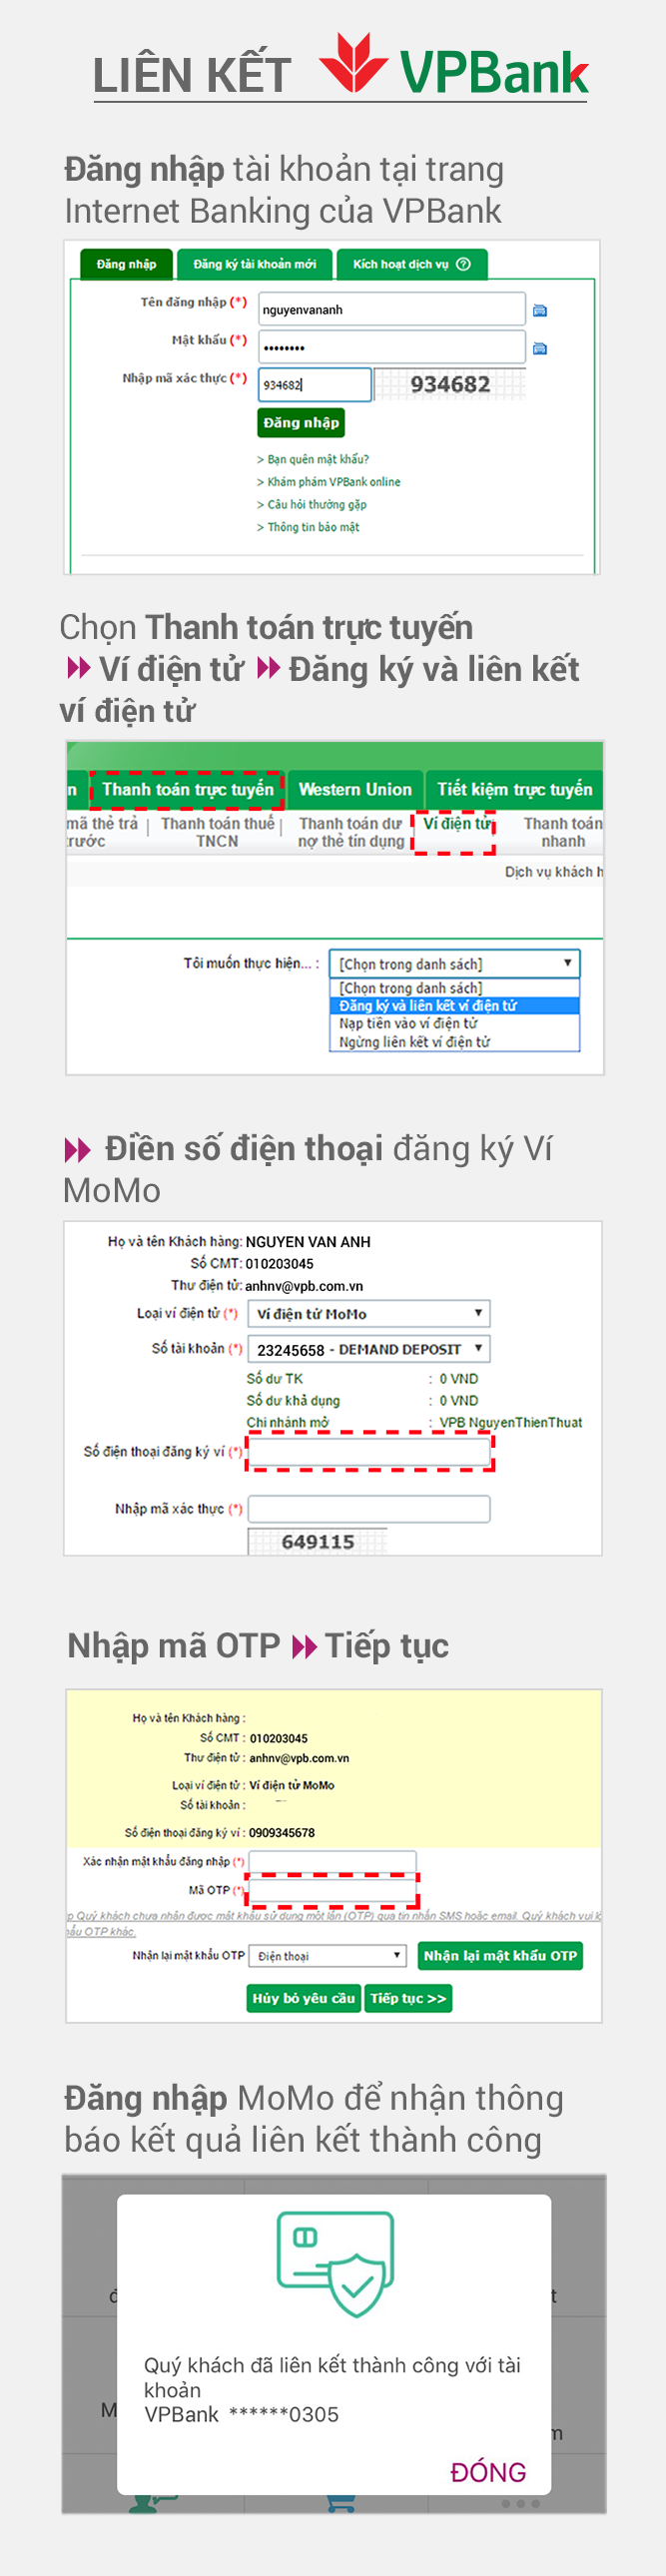 LIÊN KẾT VPBank
Đăng nhập tài khoản tại trang
Internet Banking của VPBank
Đăng nhập Đăng ký tài khoản mới Kích hoạt dịch vụ ?
Tên đăng nhập (*) nguyenvananh
Mật khẩu (*) ••••••••
Nhập mã xác thực (*) 934682 934682
Đăng nhập
> Bạn quên mật khẩu?
> Khám phám VPBank online
> Câu hỏi thường gặp
> Thông tin bảo mật
Chọn Thanh toán trực tuyến
Ví điện tử Đăng ký và liên kết
ví điện tử
n Thanh toán trực tuyến Western Union Tiết kiệm trực tuyến
mã thẻ trả | Thanh toán thuế | Thanh toán dư Ví điện tử Thanh toán
trước TNCN nợ thẻ tín dụng nhanh
Dịch vụ khách h
Tôi muốn thực hiện... : [Chọn trong danh sách]
[Chọn trong danh sách]
Đăng ký và liên kết ví điện tử
Nạp tiền vào ví điện tử
Ngừng liên kết ví điện tử
Điền số điện thoại đăng ký Ví
MoMo
Họ và tên Khách hàng: NGUYEN VAN ANH
Số CMT: 010203045
Thư điện tử: anhnv@vpb.com.vn
Loại ví điện tử (*) Ví điện tử MoMo
Số tài khoản (*) 23245658 - DEMAND DEPOSIT
Số dư TK : 0 VND
Số dư khả dụng : 0 VND
Chi nhánh mở : VPB NguyenThienThuat
Số điện thoại đăng ký ví (*)
Nhập mã xác thực (*)
649115
Nhập mã OTP Tiếp tục
Họ và tên Khách hàng :
Số CMT : 010203045
Thư điện tử : anhnv@vpb.com.vn
Loại ví điện tử : Ví điện tử MoMo
Số tài khoản :
Số điện thoại đăng ký ví : 0909345678
Xác nhận mật khẩu đăng nhập (*)
Mã OTP (*)
p Quý khách chưa nhận được mật khẩu sử dụng một lần (OTP) qua tin nhắn SMS hoặc email. Quý khách vui l
ẩu OTP khác.
Nhận lại mật khẩu OTP Điện thoại Nhận lại mật khẩu OTP
Hủy bỏ yêu cầu Tiếp tục >>
Đăng nhập MoMo để nhận thông
báo kết quả liên kết thành công
Quý khách đã liên kết thành công với tài
khoản
VPBank ******0305
ĐÓNG